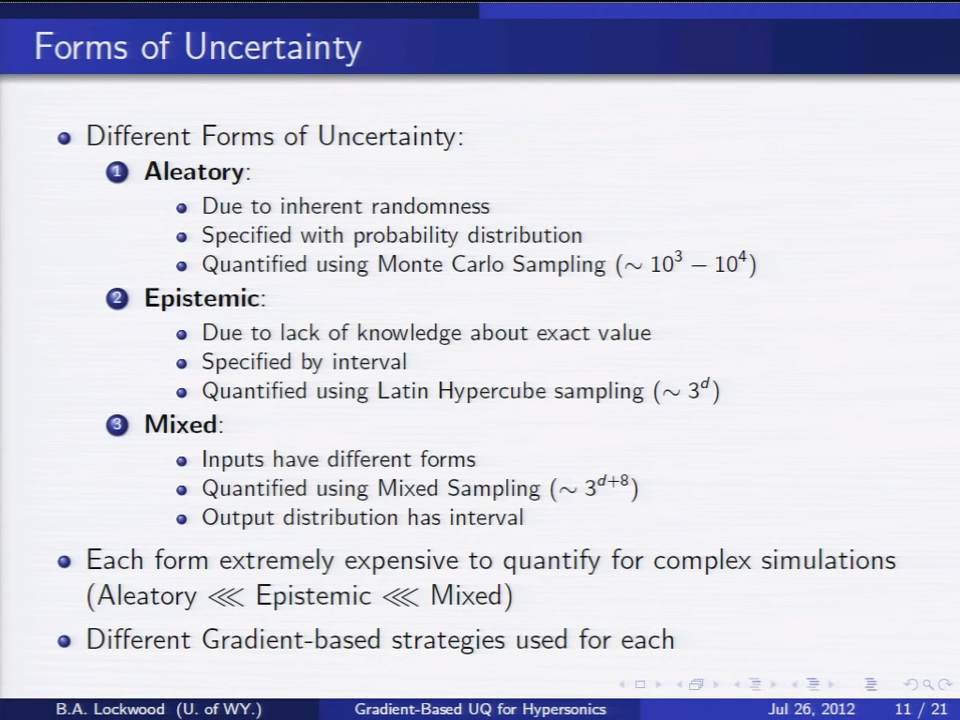 Forms of Uncertainty
Different Forms of Uncertainty:
1 Aleatory:
Due to inherent randomness
Specified with probability distribution
Quantified using Monte Carlo Sampling (∼ 10³ − 10⁴)
2 Epistemic:
Due to lack of knowledge about exact value
Specified by interval
Quantified using Latin Hypercube sampling (∼ 3^d)
3 Mixed:
Inputs have different forms
Quantified using Mixed Sampling (∼ 3^{d+8})
Output distribution has interval
Each form extremely expensive to quantify for complex simulations
(Aleatory ⋘ Epistemic ⋘ Mixed)
Different Gradient-based strategies used for each
B.A. Lockwood (U. of WY.) Gradient-Based UQ for Hypersonics Jul 26, 2012 11 / 21